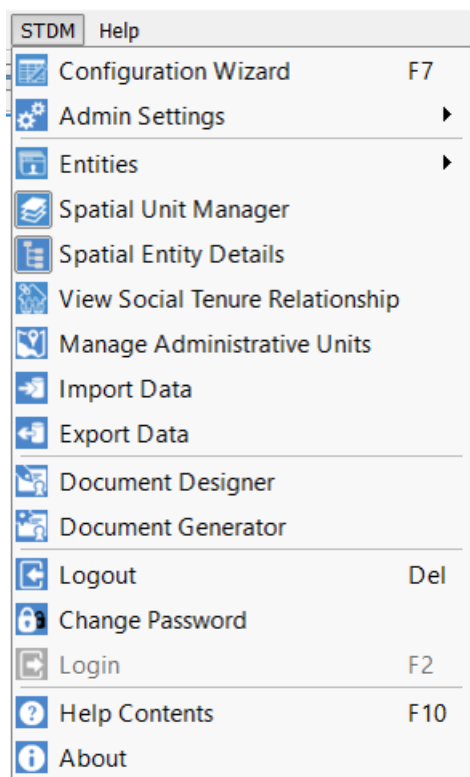 STDM Help
Configuration Wizard F7
Admin Settings
Entities
Spatial Unit Manager
Spatial Entity Details
View Social Tenure Relationship
Manage Administrative Units
Import Data
Export Data
Document Designer
Document Generator
Logout Del
Change Password
Login F2
Help Contents F10
About